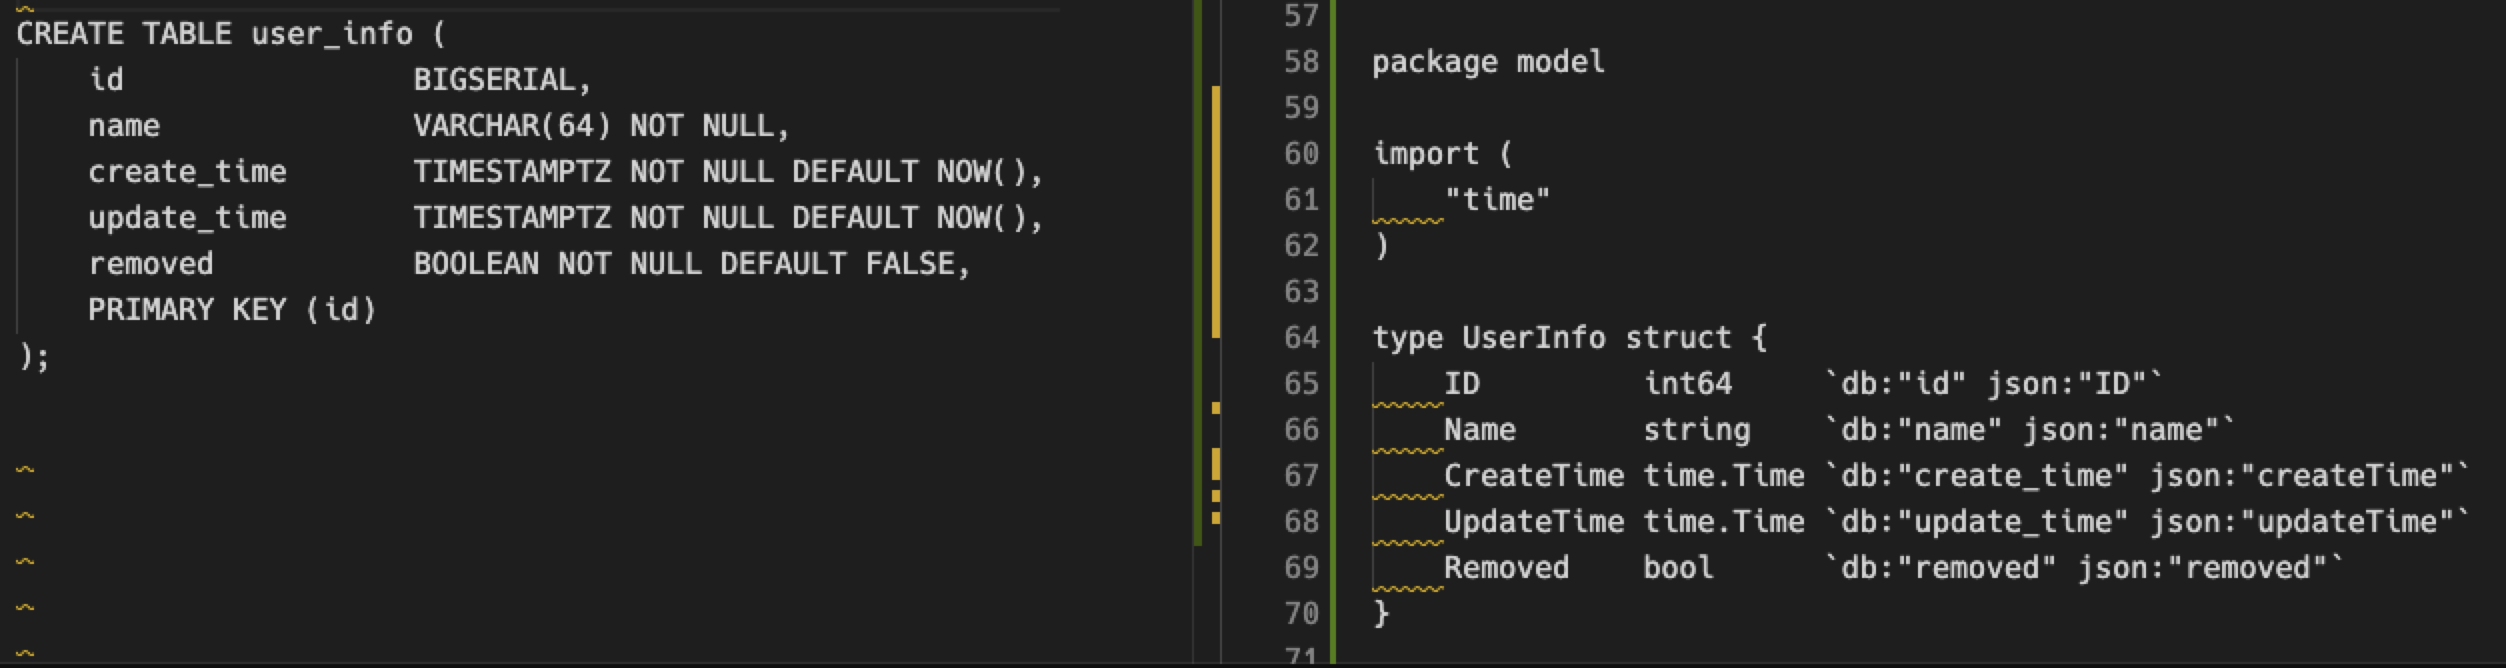 CREATE TABLE user_info (
    id                BIGSERIAL,
    name              VARCHAR(64) NOT NULL,
    create_time       TIMESTAMPTZ NOT NULL DEFAULT NOW(),
    update_time       TIMESTAMPTZ NOT NULL DEFAULT NOW(),
    removed           BOOLEAN NOT NULL DEFAULT FALSE,
    PRIMARY KEY (id)
);
57
58 package model
59
60 import (
61     "time"
62 )
63
64 type UserInfo struct {
65     ID         int64     `db:"id" json:"ID"`
66     Name       string    `db:"name" json:"name"`
67     CreateTime time.Time `db:"create_time" json:"createTime"`
68     UpdateTime time.Time `db:"update_time" json:"updateTime"`
69     Removed    bool      `db:"removed" json:"removed"`
70 }
71